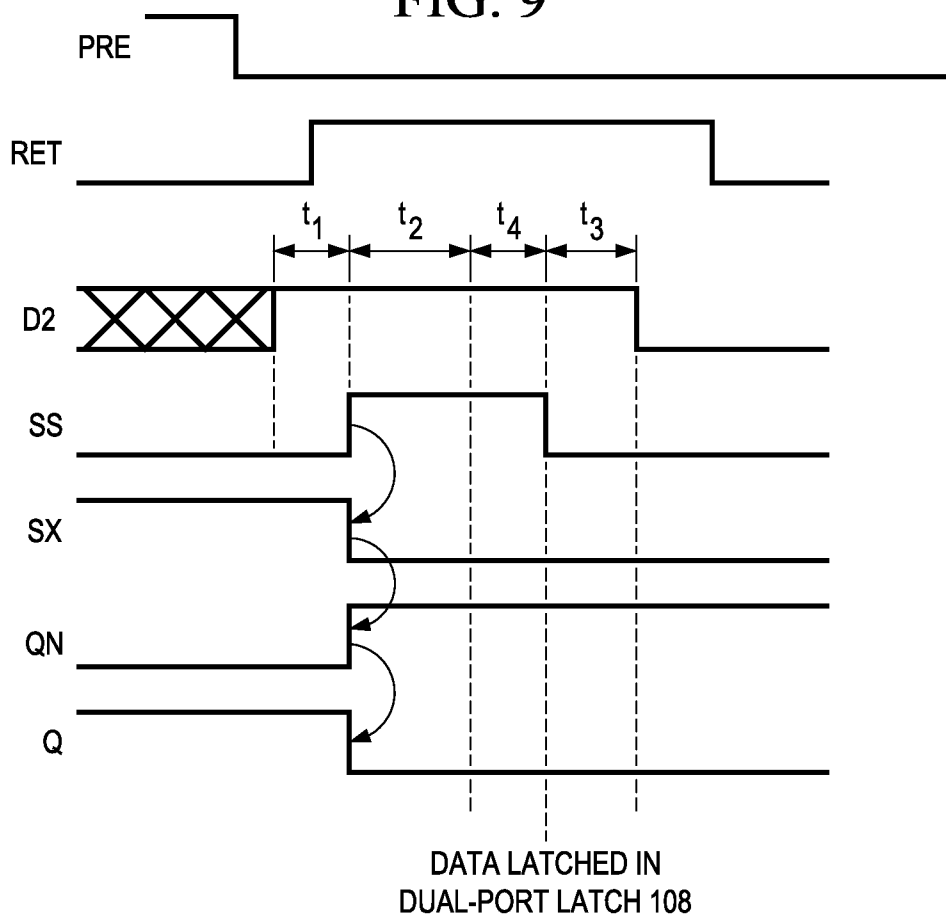 FIG. 9
PRE
RET
t1 t2 t4 t3
D2
SS
SX
QN
Q
DATA LATCHED IN
DUAL-PORT LATCH 108